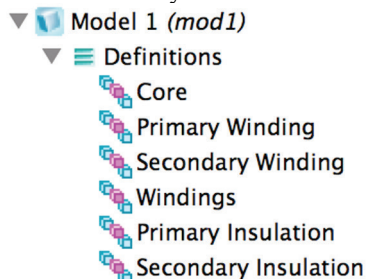 Model 1 (mod1)
Definitions
Core
Primary Winding
Secondary Winding
Windings
Primary Insulation
Secondary Insulation